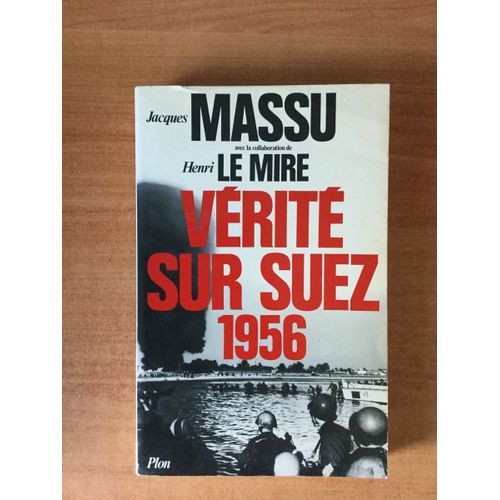 Jacques MASSU
avec la collaboration de
Henri LE MIRE
VÉRITÉ
SUR SUEZ
1956
Plon